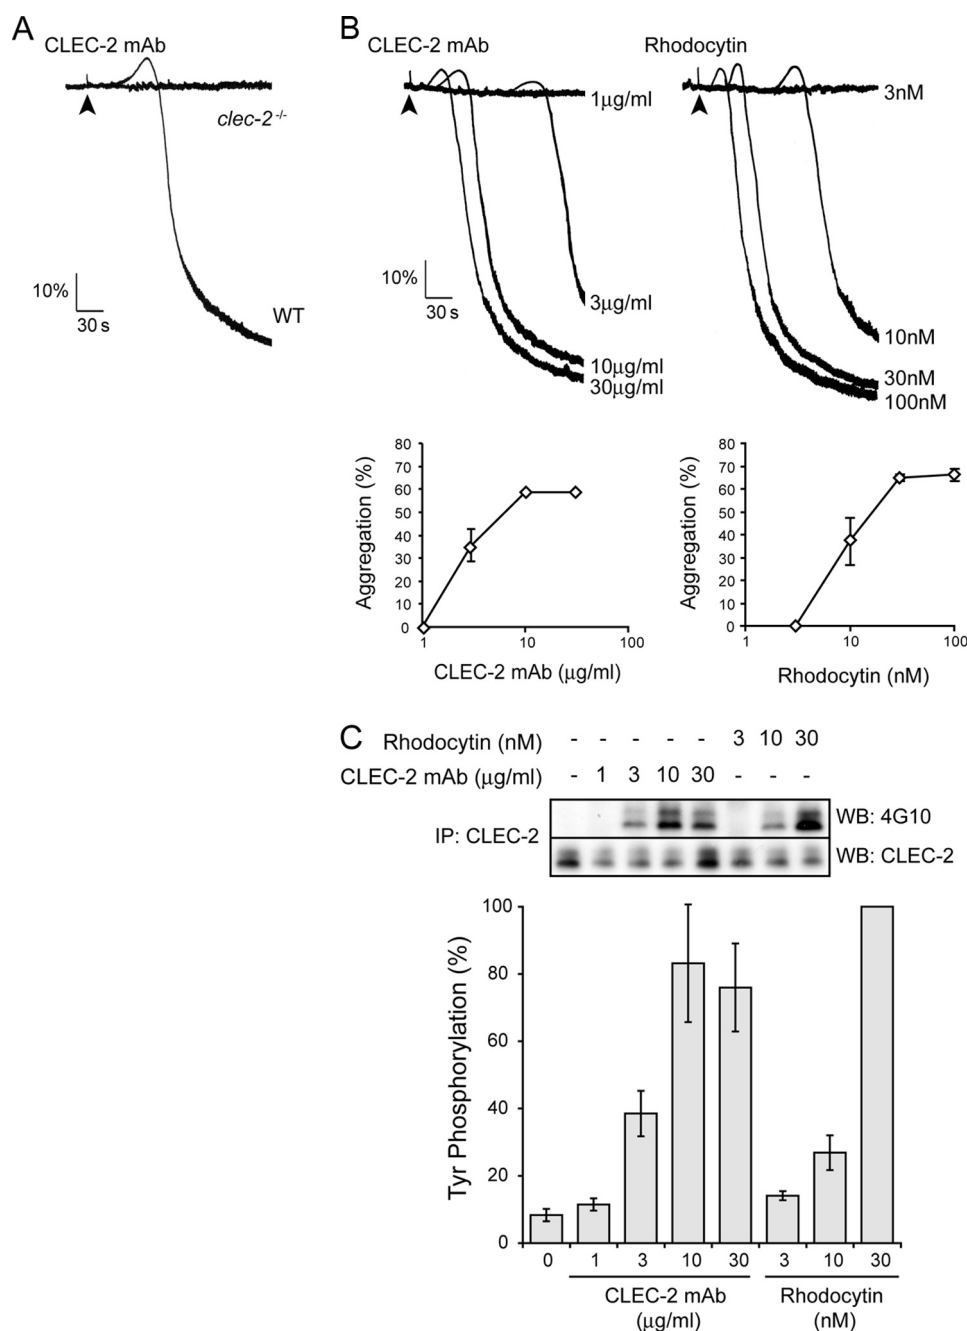 A
CLEC-2 mAb
clec-2 -/-
10%
30 s
WT
B
CLEC-2 mAb
1μg/ml
10%
30 s
3μg/ml
10μg/ml
30μg/ml
Rhodocytin
3nM
10nM
30nM
100nM
Aggregation (%)
80
70
60
50
40
30
20
10
0
1
10
100
CLEC-2 mAb (μg/ml)
Aggregation (%)
80
70
60
50
40
30
20
10
0
1
10
100
Rhodocytin (nM)
C
Rhodocytin (nM) - - - - - 3 10 30
CLEC-2 mAb (μg/ml) - 1 3 10 30 - - -
IP: CLEC-2
WB: 4G10
WB: CLEC-2
Tyr Phosphorylation (%)
100
80
60
40
20
0
0 1 3 10 30 3 10 30
CLEC-2 mAb
(μg/ml)
Rhodocytin
(nM)